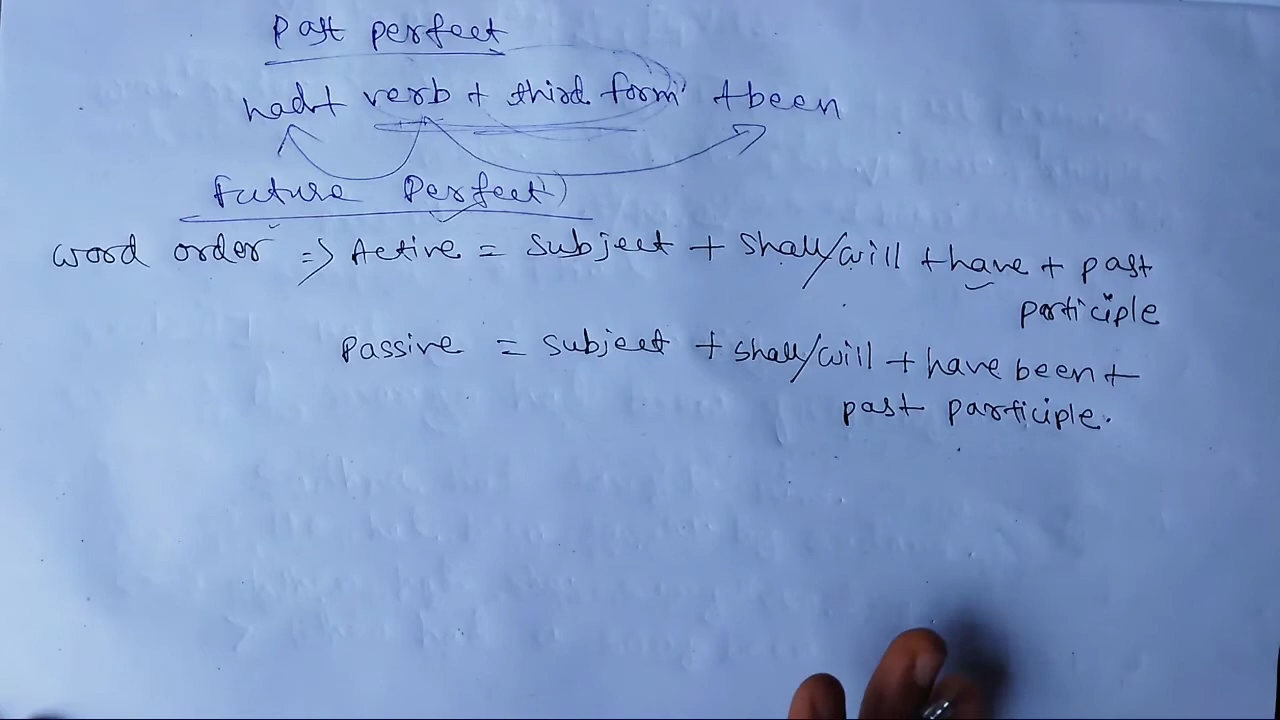 Past perfect
had+ verb + third form +been
Future Perfect
word order => Active = subject + shall/will + have + past
participle
Passive = subject + shall/will + have been +
past participle.